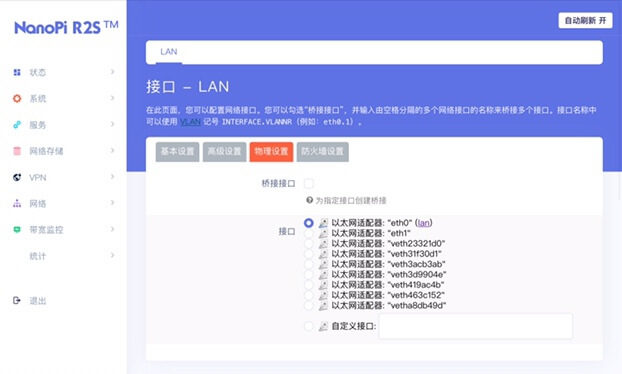 NanoPi R2S™
自动刷新 开
LAN
状态
系统
服务
网络存储
VPN
网络
带宽监控
统计
退出
接口 - LAN
在此页面，您可以配置网络接口。您可以勾选“桥接接口”，并输入由空格分隔的多个网络接口的名称来桥接多个接口。接口名称中
可以使用 VLAN 记号 INTERFACE.VLANNR（例如：eth0.1）。
基本设置
高级设置
物理设置
防火墙设置
桥接接口
为指定接口创建桥接
接口
以太网适配器: "eth0" (lan)
以太网适配器: "eth1"
以太网适配器: "veth23321d0"
以太网适配器: "veth31f30d1"
以太网适配器: "veth3acb3ab"
以太网适配器: "veth3d9904e"
以太网适配器: "veth419ac4b"
以太网适配器: "veth463c152"
以太网适配器: "vetha8db49d"
自定义接口: